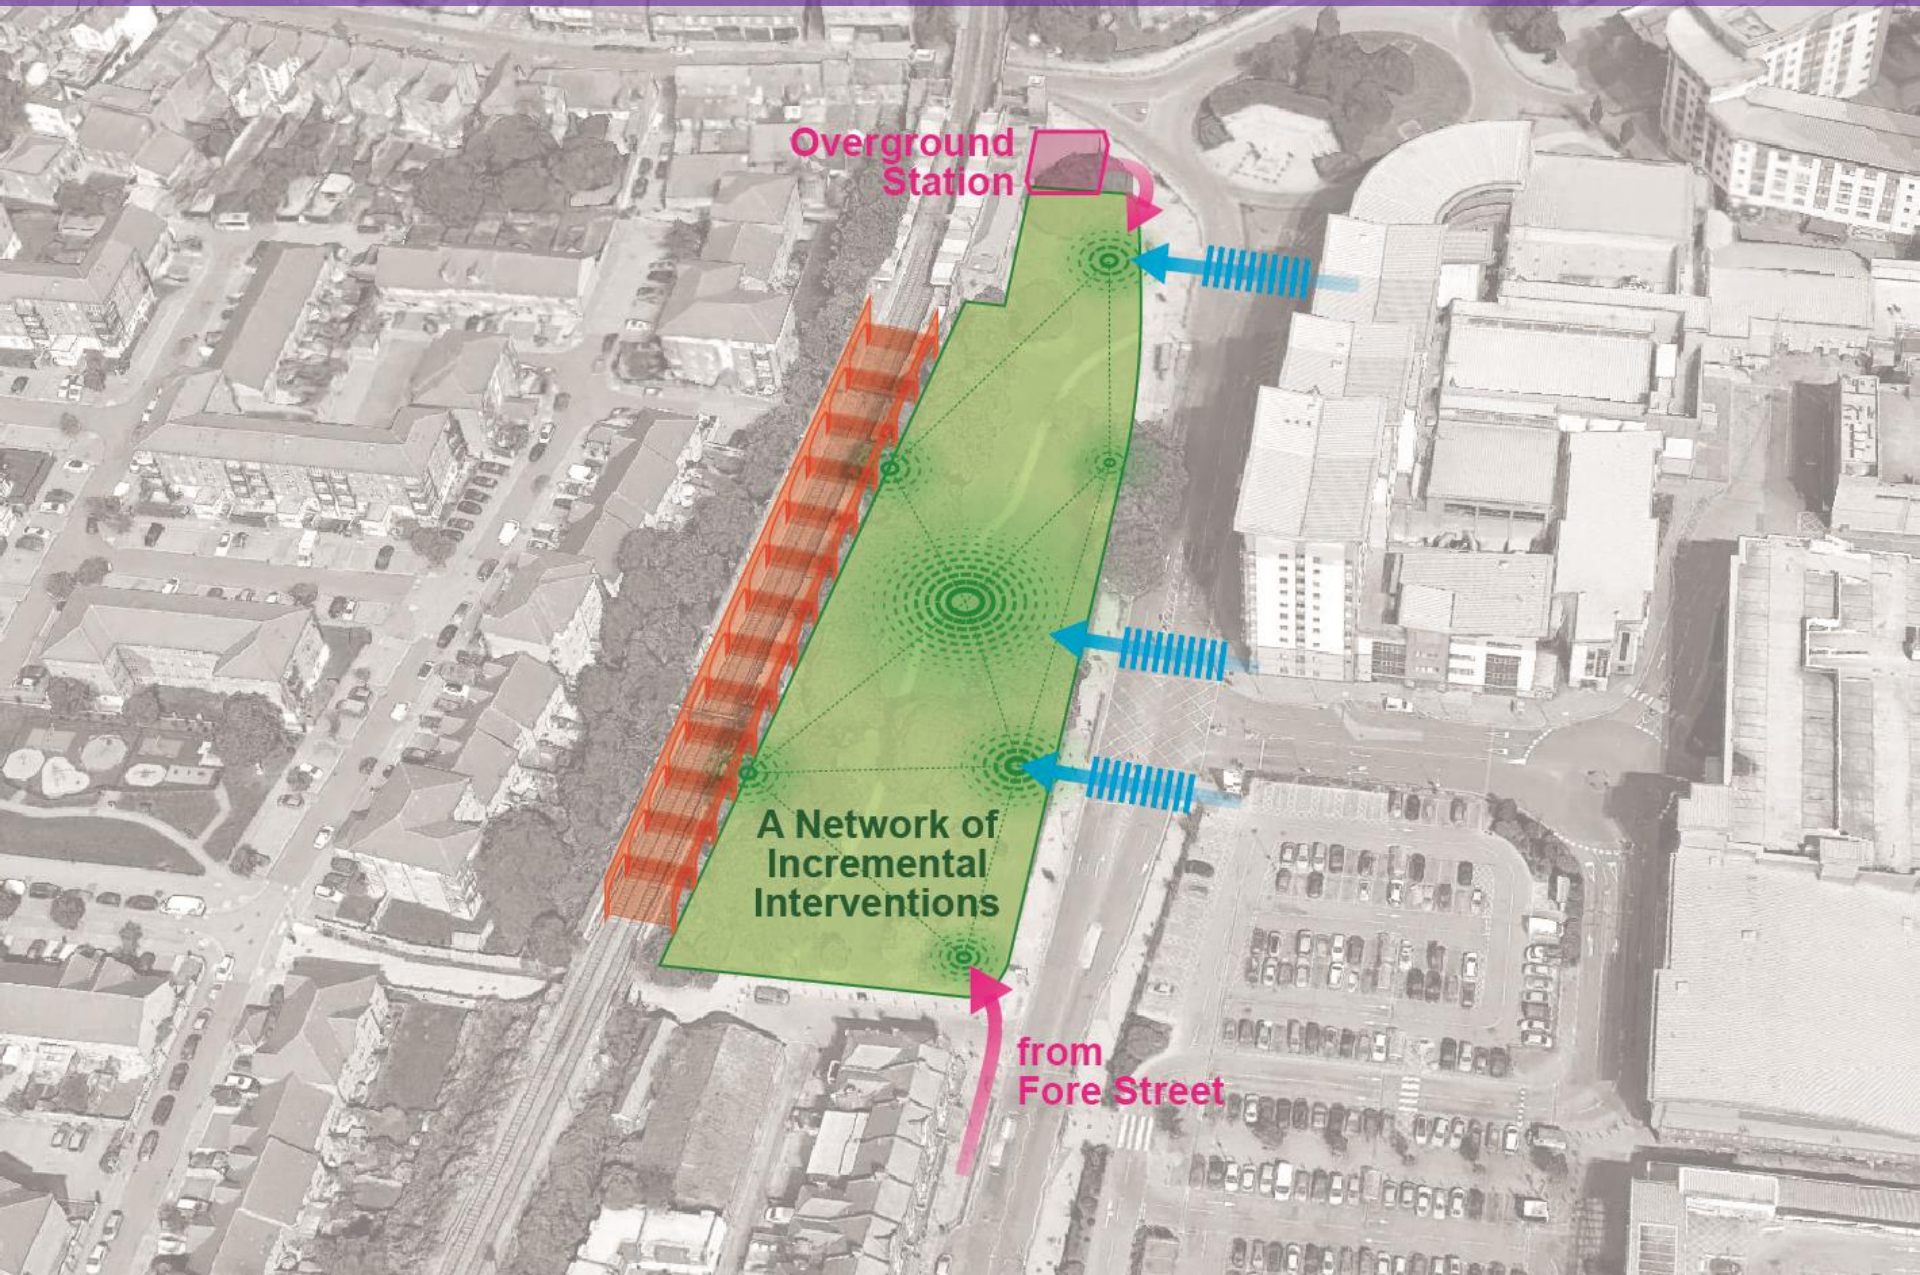 Overground
Station
A Network of
Incremental
Interventions
from
Fore Street